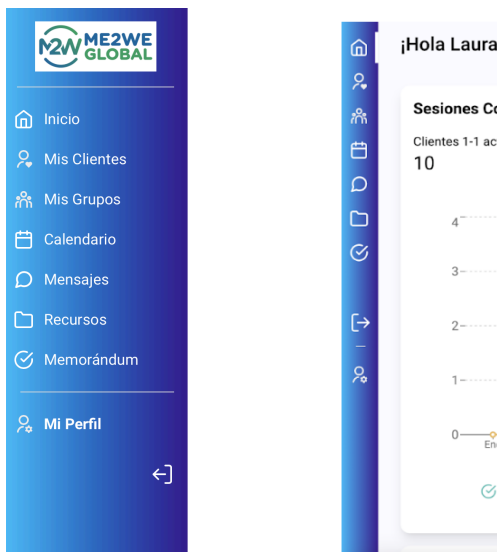 M2W ME2WE
GLOBAL
Inicio
Mis Clientes
Mis Grupos
Calendario
Mensajes
Recursos
Memorándum
Mi Perfil
¡Hola Laura
Sesiones Co
Clientes 1-1 ac
10
4
3
2
1
0
En